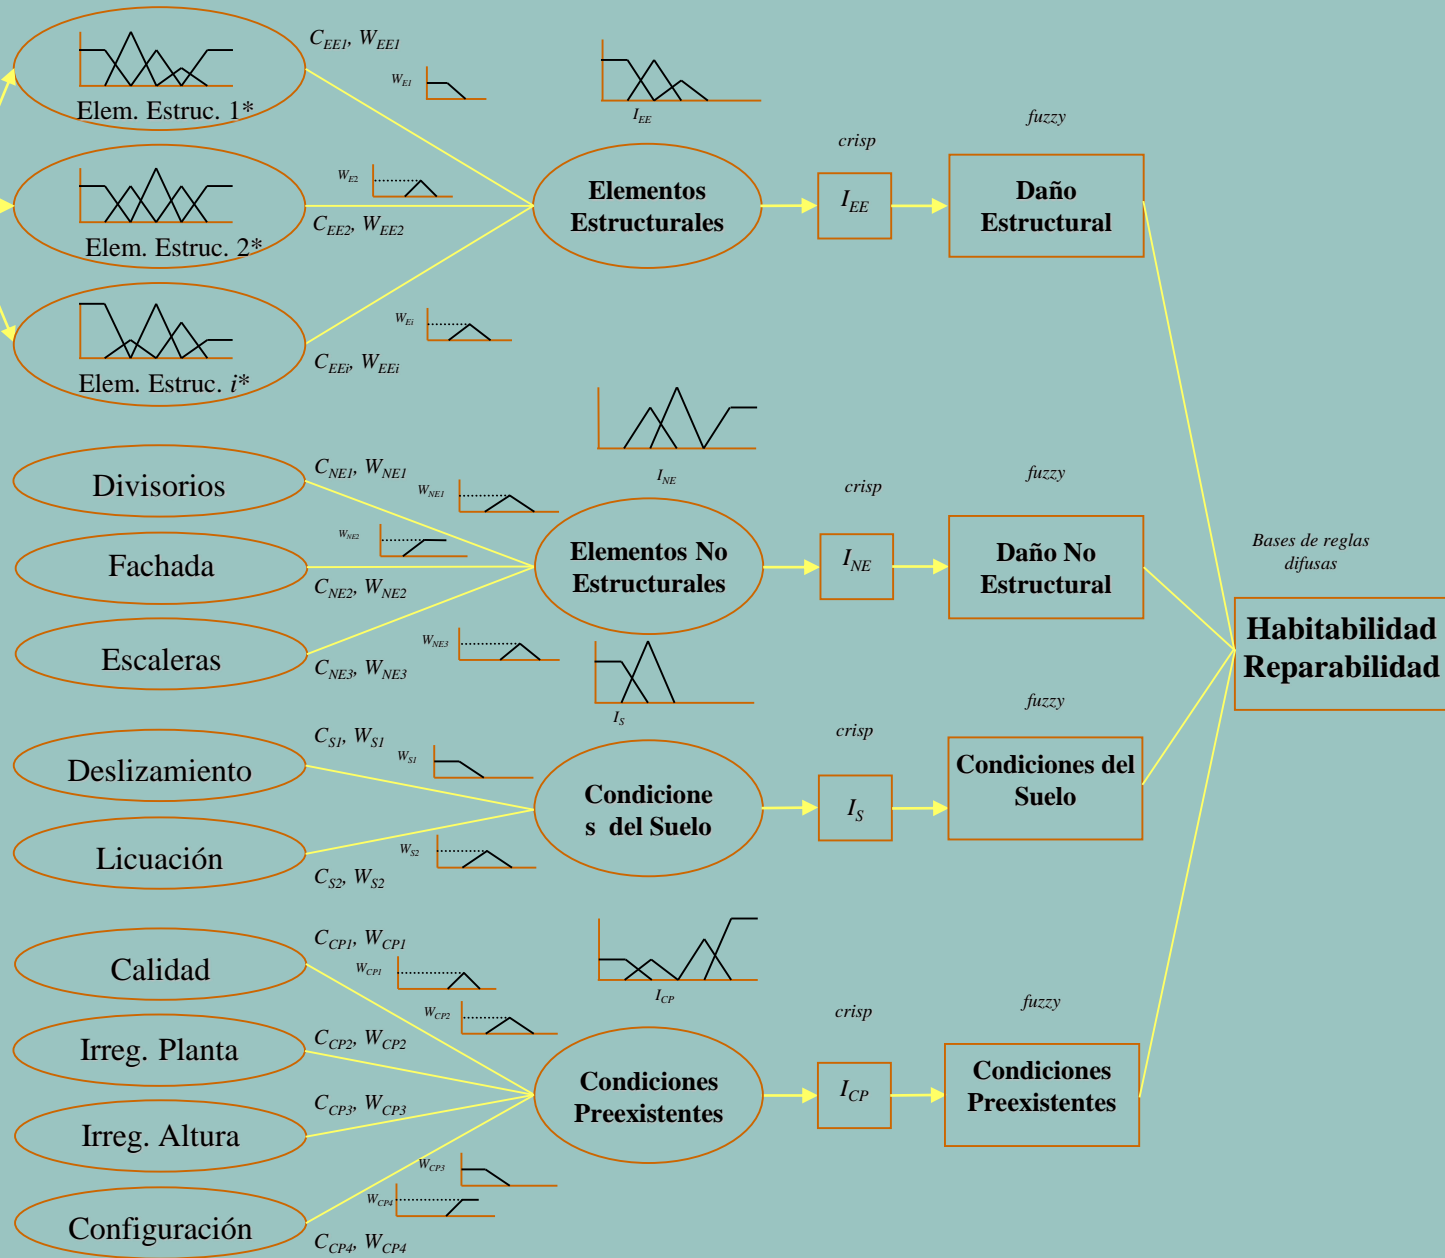 C_EE1, W_EE1
W_E1
Elem. Estruc. 1*
I_EE
fuzzy
crisp
W_E2
Elementos
Estructurales
I_EE
Daño
Estructural
C_EE2, W_EE2
Elem. Estruc. 2*
W_Ei
C_EEi, W_EEi
Elem. Estruc. i*
C_NE1, W_NE1
I_NE
crisp
fuzzy
Divisorios
W_NE1
W_NE2
Fachada
C_NE2, W_NE2
Elementos No
Estructurales
I_NE
Daño No
Estructural
Bases de reglas
difusas
Escaleras
W_NE3
C_NE3, W_NE3
Habitabilidad
Reparabilidad
I_S
fuzzy
crisp
C_S1, W_S1
W_S1
Deslizamiento
Condicione
s del Suelo
I_S
Condiciones del
Suelo
Licuación
W_S2
C_S2, W_S2
C_CP1, W_CP1
Calidad
W_CP1
I_CP
crisp
fuzzy
W_CP2
Irreg. Planta
C_CP2, W_CP2
Condiciones
Preexistentes
I_CP
Condiciones
Preexistentes
C_CP3, W_CP3
Irreg. Altura
W_CP3
W_CP4
Configuración
C_CP4, W_CP4